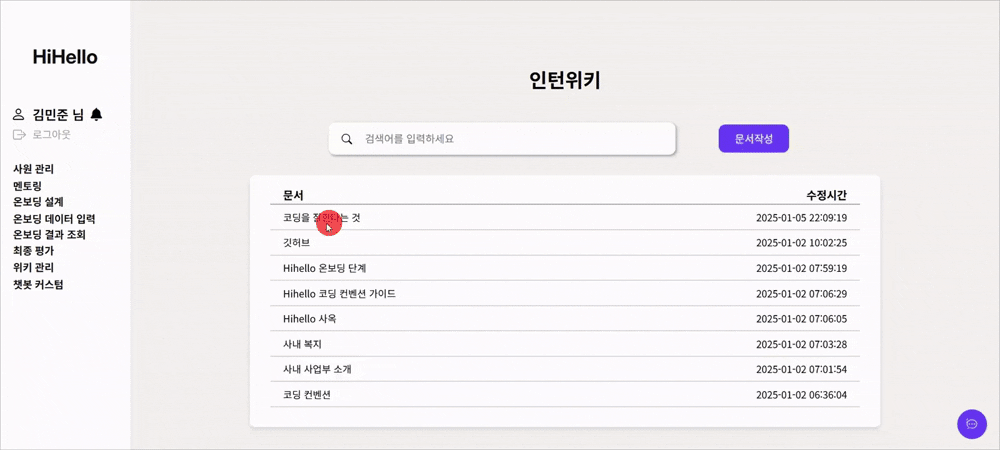 HiHello
김민준 님
로그아웃
사원 관리
멘토링
온보딩 설계
온보딩 데이터 입력
온보딩 결과 조회
최종 평가
위키 관리
챗봇 커스텀
인턴위키
검색어를 입력하세요
문서작성
문서 수정시간
코딩을 잘한다는 것 2025-01-05 22:09:19
깃허브 2025-01-02 10:02:25
Hihello 온보딩 단계 2025-01-02 07:59:19
Hihello 코딩 컨벤션 가이드 2025-01-02 07:06:29
Hihello 사옥 2025-01-02 07:06:05
사내 복지 2025-01-02 07:03:28
사내 사업부 소개 2025-01-02 07:01:54
코딩 컨벤션 2025-01-02 06:36:04